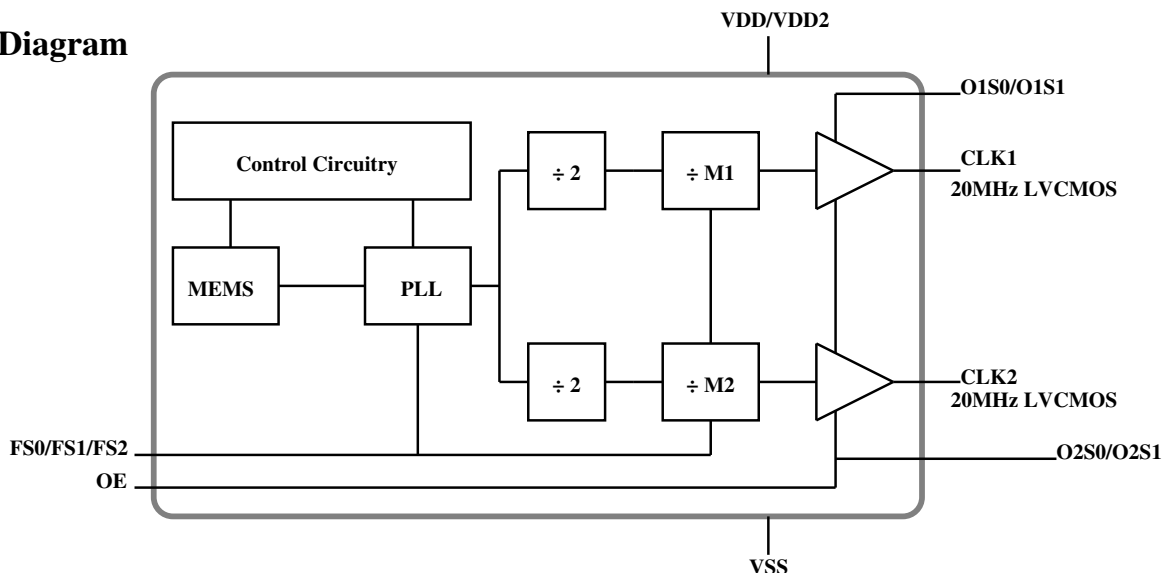 VDD/VDD2
Diagram
O1S0/O1S1
Control Circuitry
÷ 2
÷ M1
CLK1
20MHz LVCMOS
MEMS
PLL
÷ 2
÷ M2
CLK2
20MHz LVCMOS
FS0/FS1/FS2
O2S0/O2S1
OE
VSS